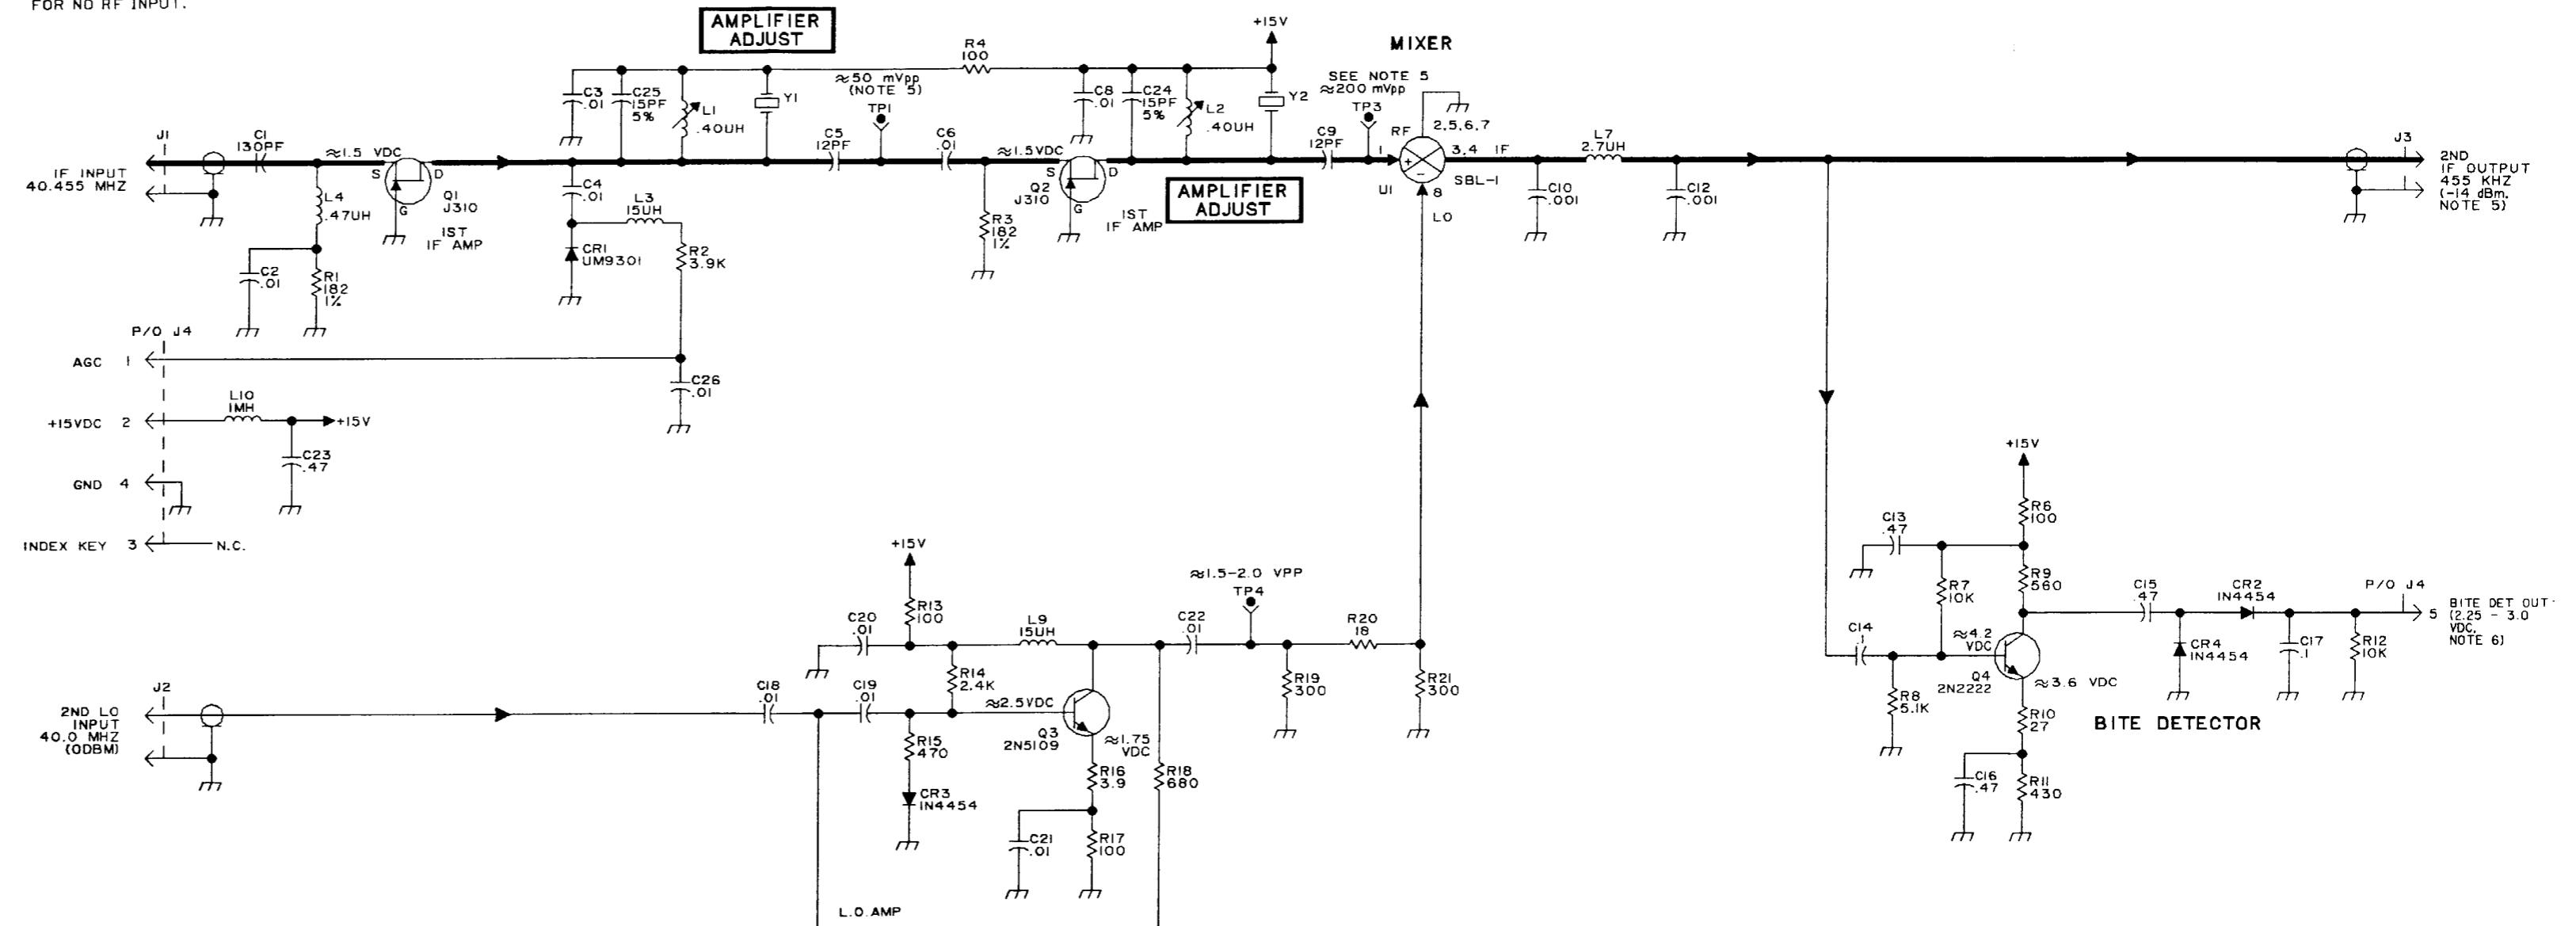 FOR NO RF INPUT.
AMPLIFIER
ADJUST
+15V
MIXER
R4
100
≈50 mVpp
(NOTE 5)
TP1
SEE NOTE 5
≈200 mVpp
TP3
C3
.01
C25
15PF
5%
L1
.40UH
Y1
C8
.01
C24
15PF
5%
L2
.40UH
Y2
RF
2,5,6,7
J1
C1
130PF
≈1.5 VDC
S
D
G
Q1
J310
1ST
IF AMP
C5
12PF
C6
.01
≈1.5VDC
S
D
G
Q2
J310
1ST
IF AMP
C9
12PF
1
+
-
U1
8
LO
3,4
IF
SBL-1
L7
2.7UH
J3
IF INPUT
40.455 MHZ
2ND
IF OUTPUT
455 KHZ
(-14 dBm,
NOTE 5)
AMPLIFIER
ADJUST
L4
.47UH
C4
.01
L3
15UH
C10
.001
C12
.001
C2
.01
R1
182
1%
CR1
UM9301
R2
3.9K
R3
182
1%
P/O J4
AGC 1
C26
.01
L10
1MH
+15VDC 2
+15V
C23
.47
GND 4
INDEX KEY 3
N.C.
+15V
R6
100
C13
.47
R7
10K
R9
560
C15
.47
CR2
1N4454
P/O J4
5
BITE DET OUT
(2.25 - 3.0
VDC,
NOTE 6)
C14
.1
≈4.2
VDC
Q4
2N2222
≈3.6 VDC
CR4
1N4454
C17
.1
R12
10K
R8
5.1K
R10
27
BITE DETECTOR
C16
.47
R11
430
+15V
R13
100
C20
.01
L9
15UH
C22
.01
≈1.5-2.0 VPP
TP4
R20
18
R14
2.4K
R19
300
R21
300
J2
2ND LO
INPUT
40.0 MHZ
(0DBM)
C18
.01
C19
.01
≈2.5VDC
Q3
2N5109
≈1.75
VDC
R15
470
CR3
1N4454
R16
3.9
R18
680
C21
.01
R17
100
L.O.AMP